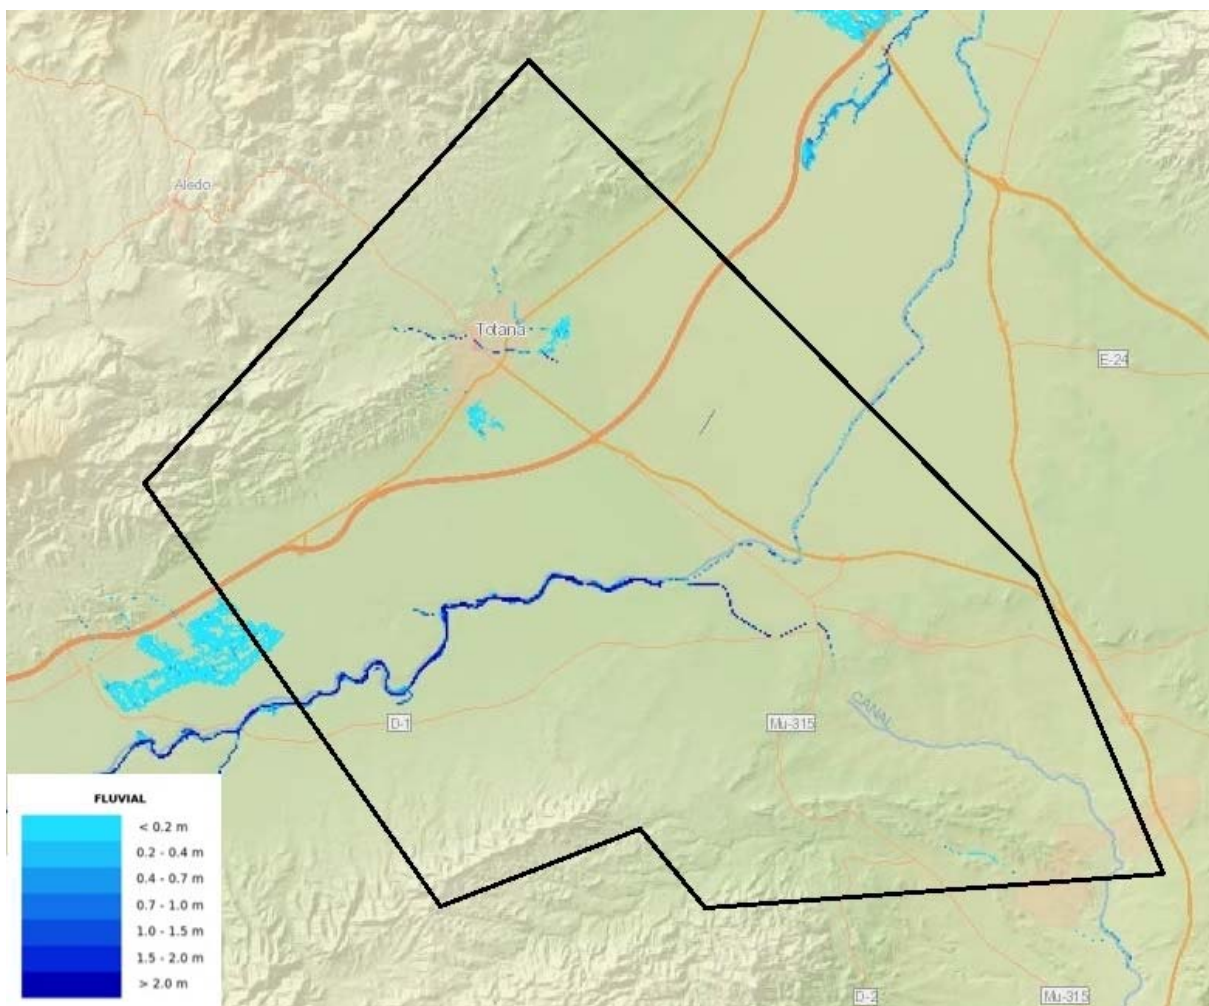 Aledo
Totana
E-24
D-1
Mu-315
CANAL
FLUVIAL
< 0.2 m
0.2 - 0.4 m
0.4 - 0.7 m
0.7 - 1.0 m
1.0 - 1.5 m
1.5 - 2.0 m
> 2.0 m
D-2
Mu-315